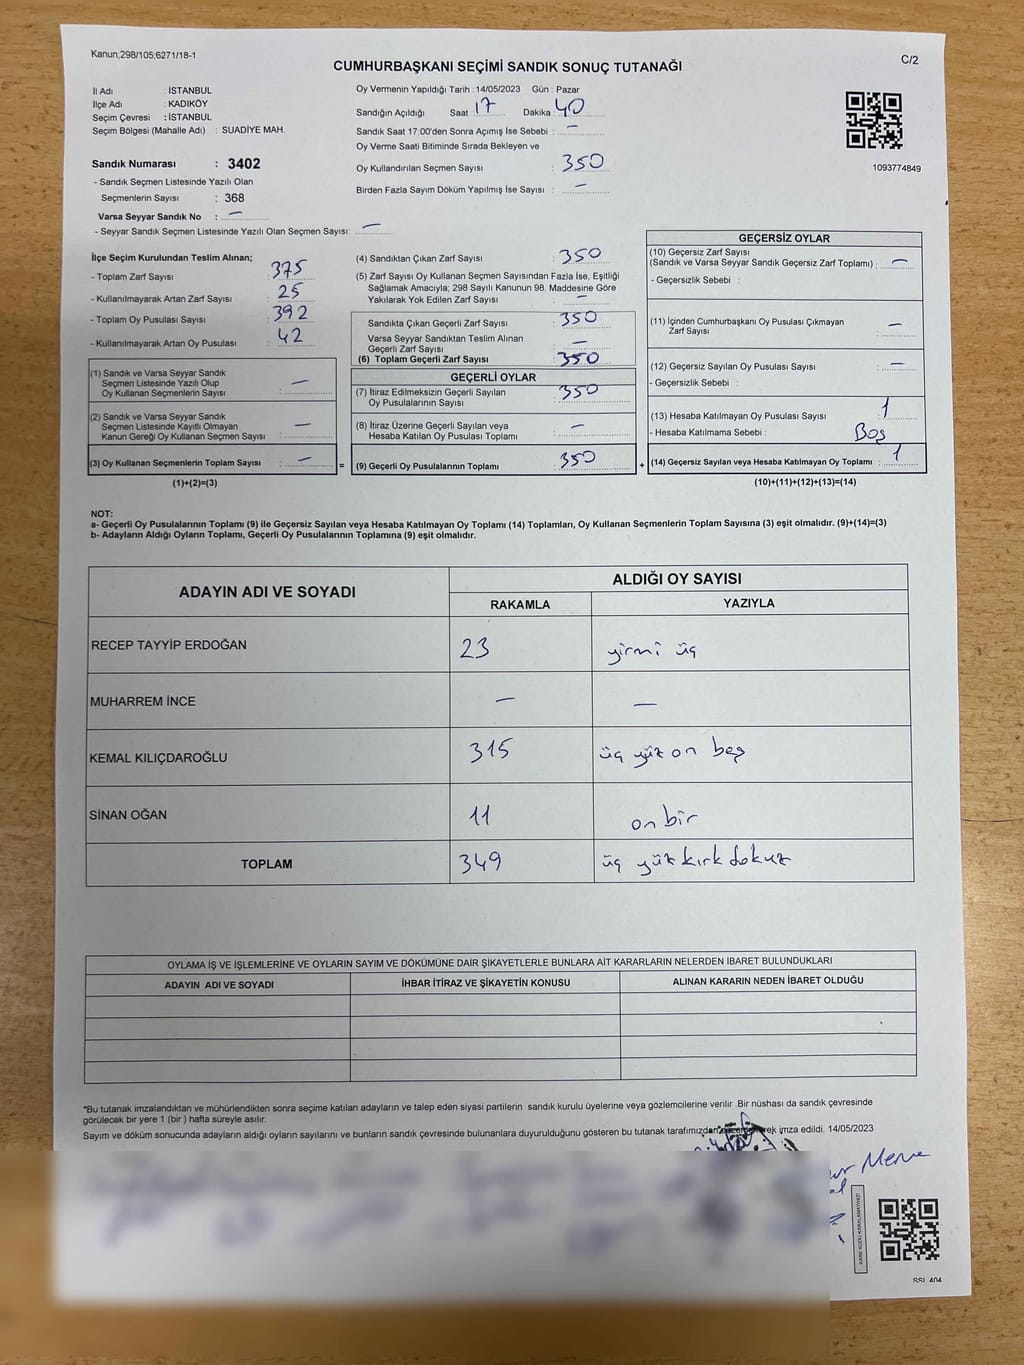 Kanun;298/105;6271/18-1
C/2
CUMHURBAŞKANI SEÇİMİ SANDIK SONUÇ TUTANAĞI
İl Adı : İSTANBUL
İlçe Adı : KADIKÖY
Seçim Çevresi : İSTANBUL
Seçim Bölgesi (Mahalle Adı) : SUADİYE MAH.
Sandık Numarası : 3402
- Sandık Seçmen Listesinde Yazılı Olan
Seçmenlerin Sayısı : 368
Varsa Seyyar Sandık No : —
- Seyyar Sandık Seçmen Listesinde Yazılı Olan Seçmen Sayısı: —
Oy Vermenin Yapıldığı Tarih : 14/05/2023 Gün : Pazar
Sandığın Açıldığı Saat 17 Dakika 40
Sandık Saat 17:00'den Sonra Açımış İse Sebebi : —
Oy Verme Saati Bitiminde Sırada Bekleyen ve
Oy Kullandırılan Seçmen Sayısı : 350
Birden Fazla Sayım Döküm Yapılmış İse Sayısı : —
1093774849
İlçe Seçim Kurulundan Teslim Alınan;
- Toplam Zarf Sayısı : 375
- Kullanılmayarak Artan Zarf Sayısı : 25
- Toplam Oy Pusulası Sayısı : 392
- Kullanılmayarak Artan Oy Pusulası : 42
(1) Sandık ve Varsa Seyyar Sandık
Seçmen Listesinde Yazılı Olup
Oy Kullanan Seçmenlerin Sayısı : —
(2) Sandık ve Varsa Seyyar Sandık
Seçmen Listesinde Kayıtlı Olmayan
Kanun Gereği Oy Kullanan Seçmen Sayısı : —
(3) Oy Kullanan Seçmenlerin Toplam Sayısı : —
(1)+(2)=(3)
=
(4) Sandıktan Çıkan Zarf Sayısı : 350
(5) Zarf Sayısı Oy Kullanan Seçmen Sayısından Fazla İse, Eşitliği
Sağlamak Amacıyla; 298 Sayılı Kanunun 98. Maddesine Göre
Yakılarak Yok Edilen Zarf Sayısı : —
Sandıkta Çıkan Geçerli Zarf Sayısı : 350
Varsa Seyyar Sandıktan Teslim Alınan
Geçerli Zarf Sayısı : —
(6) Toplam Geçerli Zarf Sayısı : 350
GEÇERLİ OYLAR
(7) İtiraz Edilmeksizin Geçerli Sayılan
Oy Pusulalarının Sayısı : 350
(8) İtiraz Üzerine Geçerli Sayılan veya
Hesaba Katılan Oy Pusulası Toplamı : —
(9) Geçerli Oy Pusulalarının Toplamı : 350
+
GEÇERSİZ OYLAR
(10) Geçersiz Zarf Sayısı
(Sandık ve Varsa Seyyar Sandık Geçersiz Zarf Toplamı) : —
- Geçersizlik Sebebi :
(11) İçinden Cumhurbaşkanı Oy Pusulası Çıkmayan
Zarf Sayısı : —
(12) Geçersiz Sayılan Oy Pusulası Sayısı : —
- Geçersizlik Sebebi :
(13) Hesaba Katılmayan Oy Pusulası Sayısı : 1
- Hesaba Katılmama Sebebi : Boş
(14) Geçersiz Sayılan veya Hesaba Katılmayan Oy Toplamı : 1
(10)+(11)+(12)+(13)=(14)
NOT:
a- Geçerli Oy Pusulalarının Toplamı (9) ile Geçersiz Sayılan veya Hesaba Katılmayan Oy Toplamı (14) Toplamları, Oy Kullanan Seçmenlerin Toplam Sayısına (3) eşit olmalıdır. (9)+(14)=(3)
b- Adayların Aldığı Oyların Toplamı, Geçerli Oy Pusulalarının Toplamına (9) eşit olmalıdır.
ADAYIN ADI VE SOYADI ALDIĞI OY SAYISI
RAKAMLA YAZIYLA
RECEP TAYYİP ERDOĞAN 23 yirmi üç
MUHARREM İNCE — —
KEMAL KILIÇDAROĞLU 315 üç yüz on beş
SİNAN OĞAN 11 on bir
TOPLAM 349 üç yüz kırk dokuz
OYLAMA İŞ VE İŞLEMLERİNE VE OYLARIN SAYIM VE DÖKÜMÜNE DAİR ŞİKAYETLERLE BUNLARA AİT KARARLARIN NELERDEN İBARET BULUNDUKLARI
ADAYIN ADI VE SOYADI İHBAR İTİRAZ VE ŞİKAYETİN KONUSU ALINAN KARARIN NEDEN İBARET OLDUĞU
*Bu tutanak imzalandıktan ve mühürlendikten sonra seçime katılan adayların ve talep eden siyasi partilerin sandık kurulu üyelerine veya gözlemcilerine verilir. Bir nüshası da sandık çevresinde
görülecek bir yere 1 (bir ) hafta süreyle asılır.
Sayım ve döküm sonucunda adayların aldığı oyların sayılarını ve bunların sandık çevresinde bulunanlara duyurulduğunu gösteren bu tutanak tarafımızdan imza edildi. 14/05/2023
Merve
KARE KODU KARALAMAYINIZ!